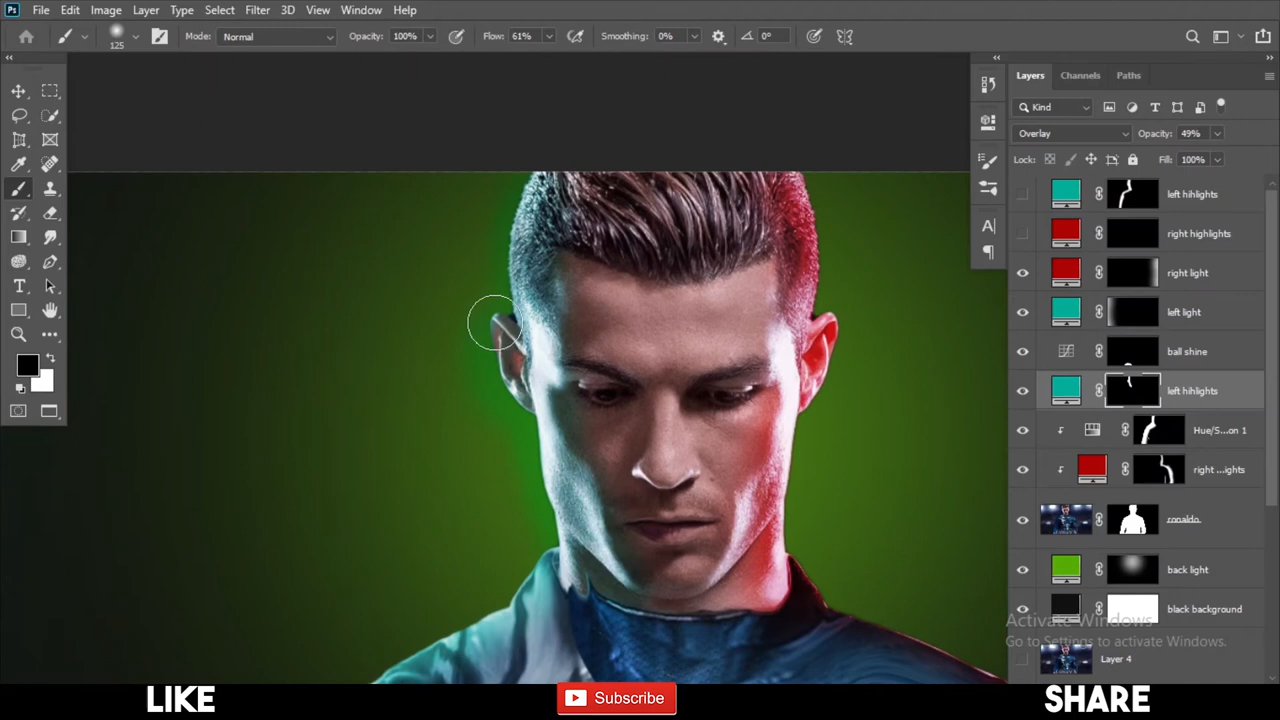 Ps File Edit Image Layer Type Select Filter 3D View Window Help
125 Mode: Normal Opacity: 100% Flow: 61% Smoothing: 0% 0°
Layers Channels Paths
Kind
Overlay Opacity: 49%
Lock: Fill: 100%
left hihlights
right highlights
right light
left light
ball shine
left hihlights
Hue/S...on 1
right ...ights
ronaldo
back light
black background
Layer 4
Activate Windows
Go to Settings to activate Windows.
LIKE Subscribe SHARE